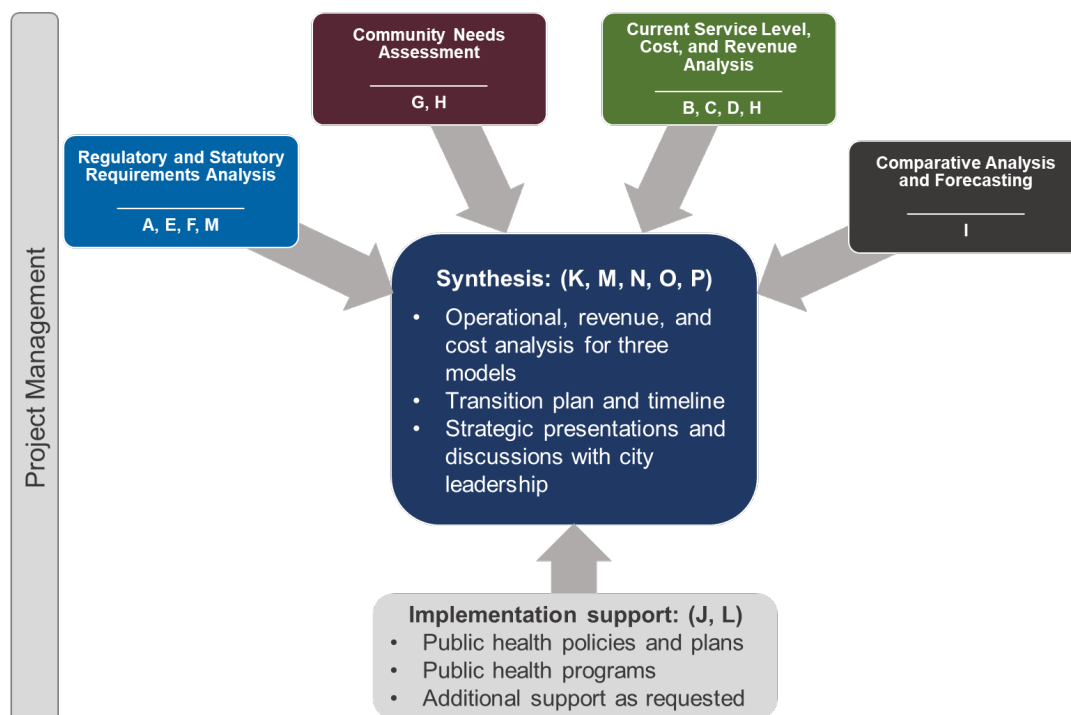 Project Management
Community Needs
Assessment
G, H
Current Service Level,
Cost, and Revenue
Analysis
B, C, D, H
Regulatory and Statutory
Requirements Analysis
A, E, F, M
Comparative Analysis
and Forecasting
I
Synthesis: (K, M, N, O, P)
• Operational, revenue, and
cost analysis for three
models
• Transition plan and timeline
• Strategic presentations and
discussions with city
leadership
Implementation support: (J, L)
• Public health policies and plans
• Public health programs
• Additional support as requested